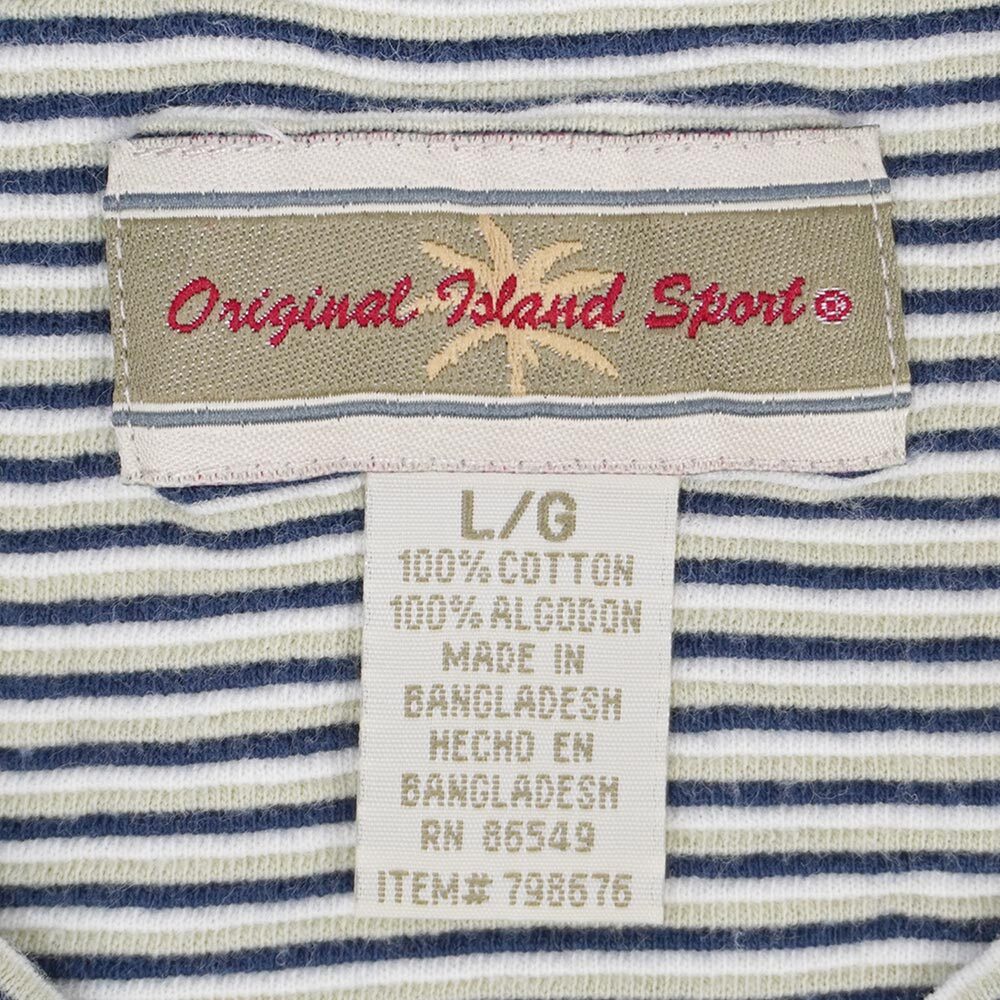 Original Island Sport ®
L/G
100% COTTON
100% ALGODON
MADE IN
BANGLADESH
HECHO EN
BANGLADESH
RN 86549
ITEM# 798676